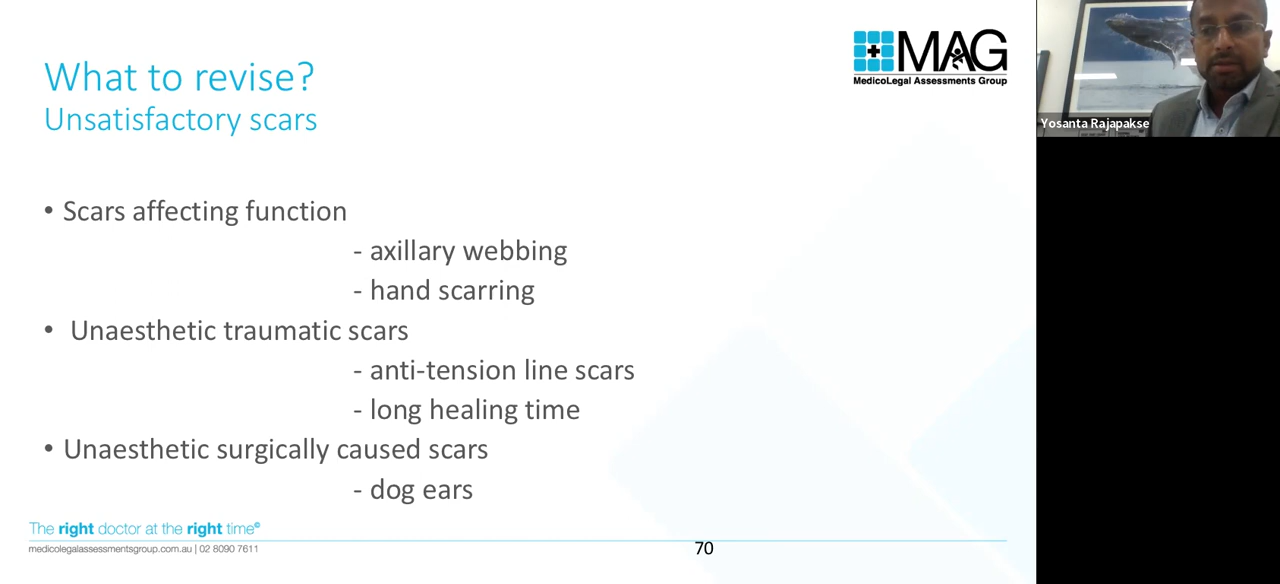 What to revise?
Unsatisfactory scars
MAG
MedicoLegal Assessments Group
Yosanta Rajapakse
• Scars affecting function
- axillary webbing
- hand scarring
• Unaesthetic traumatic scars
- anti-tension line scars
- long healing time
• Unaesthetic surgically caused scars
- dog ears
The right doctor at the right time©
medicolegalassessmentsgroup.com.au | 02 8090 7611
70